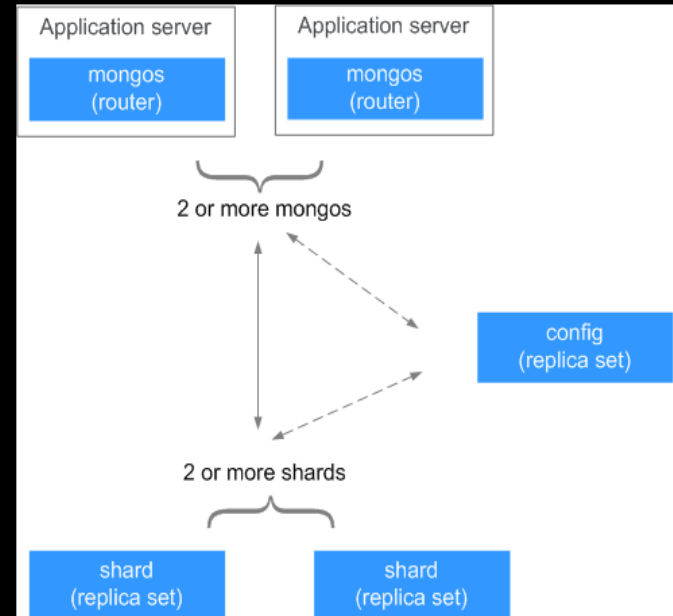 Application server
mongos
(router)
Application server
mongos
(router)
2 or more mongos
config
(replica set)
2 or more shards
shard
(replica set)
shard
(replica set)